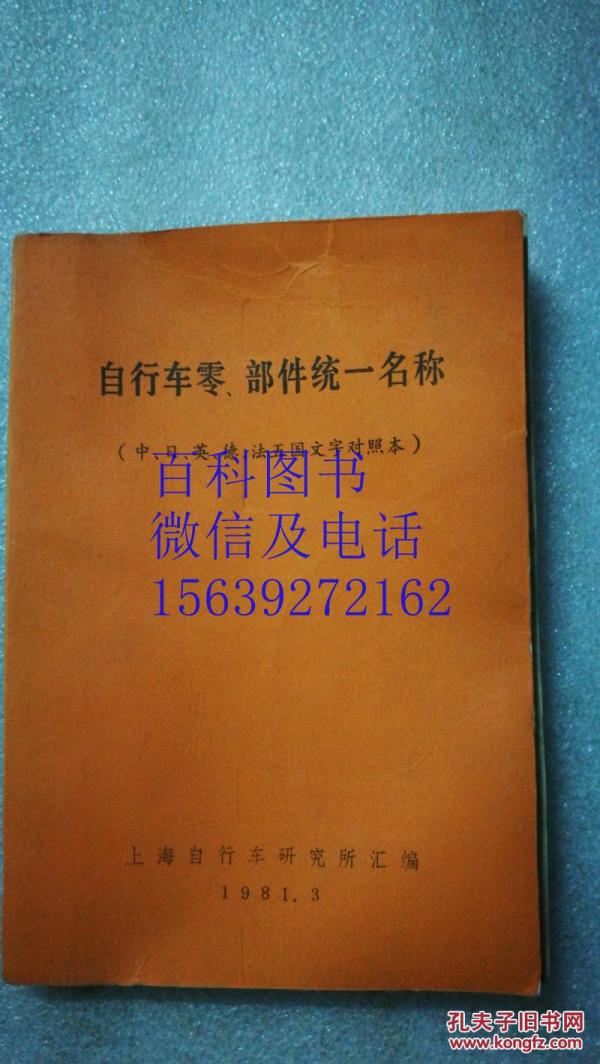 自行车零、部件统一名称
(中、日、英、德、法五国文字对照本)
百科图书
微信及电话
15639272162
上海自行车研究所汇编
1981.3
孔夫子旧书网
www.kongfz.com